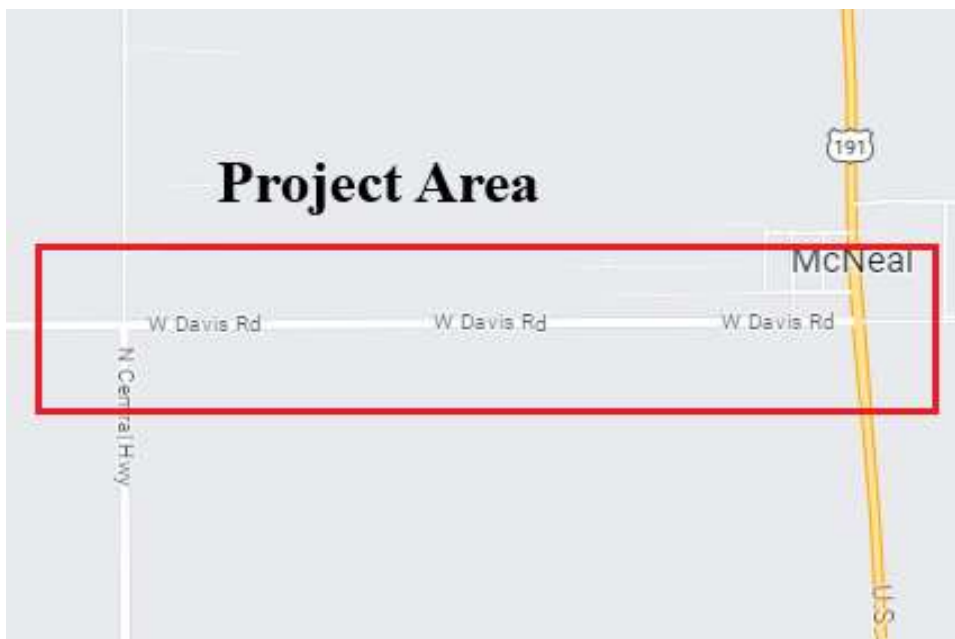 191
Project Area
McNeal
W Davis Rd
W Davis Rd
W Davis Rd
N Central Hwy
U.S.